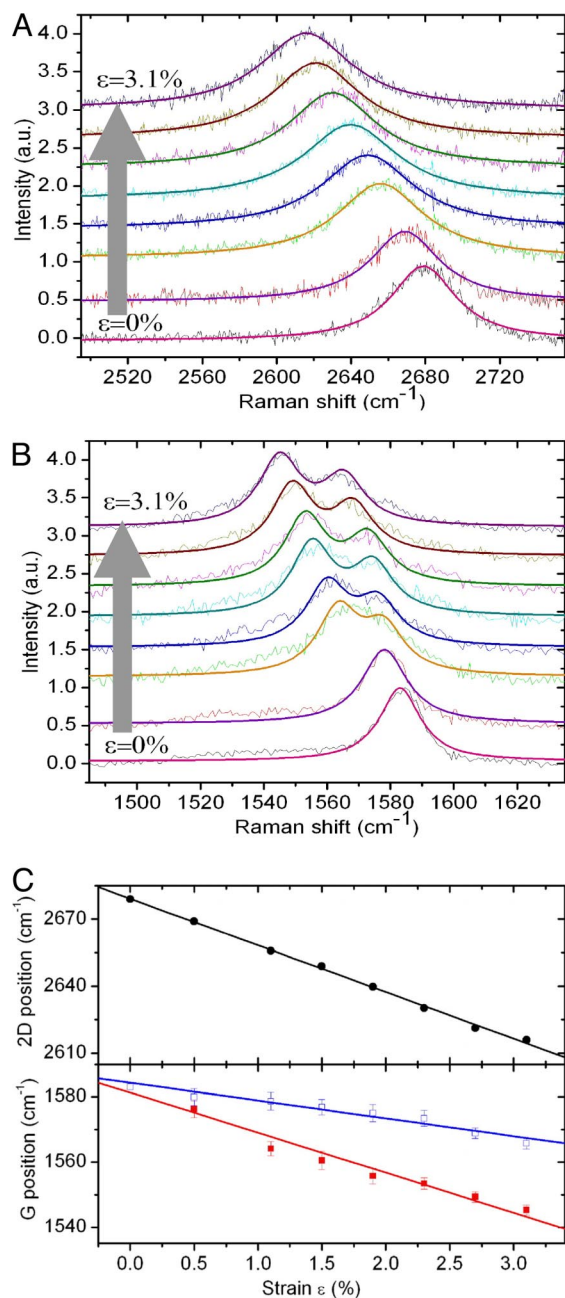 A
4.0
ε=3.1%
3.5
3.0
2.5
2.0
1.5
1.0
0.5
ε=0%
0.0
Intensity (a.u.)
2520 2560 2600 2640 2680 2720
Raman shift (cm⁻¹)
B
4.0
ε=3.1%
3.5
3.0
2.5
2.0
1.5
1.0
0.5
ε=0%
0.0
Intensity (a.u.)
1500 1520 1540 1560 1580 1600 1620
Raman shift (cm⁻¹)
C
2670
2640
2610
2D position (cm⁻¹)
1580
1560
1540
G position (cm⁻¹)
0.0 0.5 1.0 1.5 2.0 2.5 3.0
Strain ε (%)